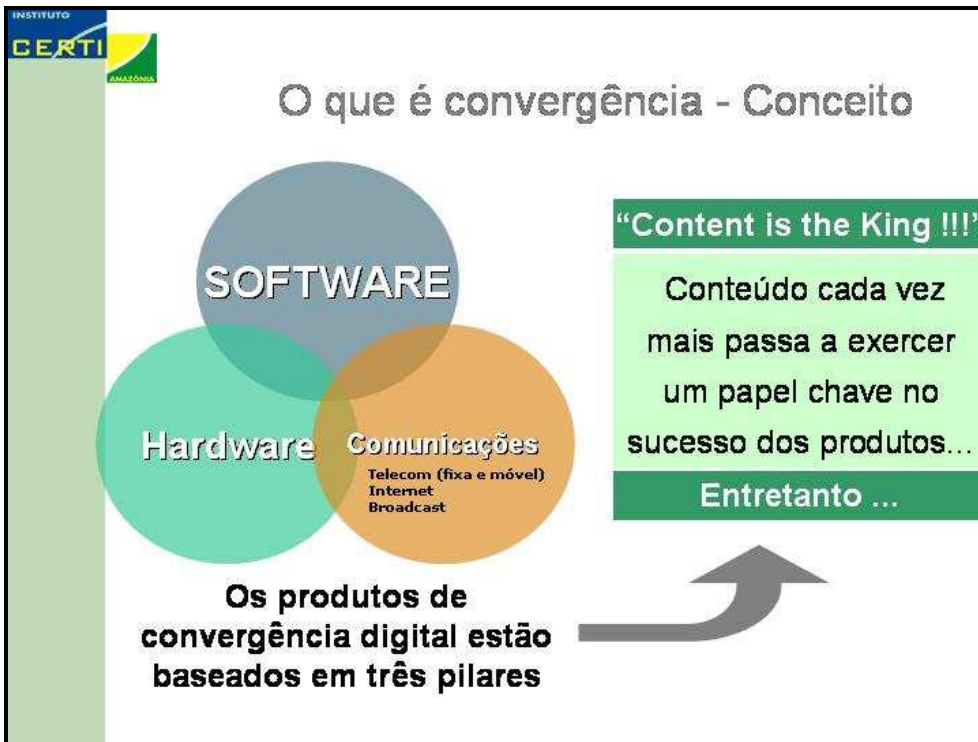 INSTITUTO
CERTI
AMAZÔNIA
O que é convergência - Conceito
SOFTWARE
Hardware
Comunicações
Telecom (fixa e móvel)
Internet
Broadcast
Os produtos de
convergência digital estão
baseados em três pilares
“Content is the King !!!”
Conteúdo cada vez
mais passa a exercer
um papel chave no
sucesso dos produtos...
Entretanto ...